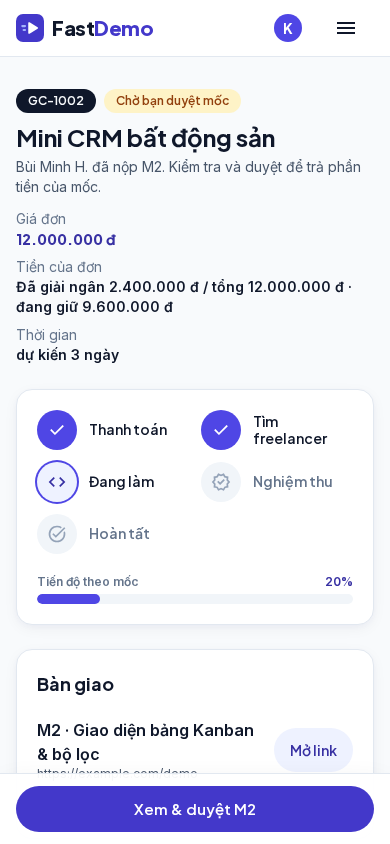 FastDemo
K
GC-1002
Chờ bạn duyệt mốc
Mini CRM bất động sản
Bùi Minh H. đã nộp M2. Kiểm tra và duyệt để trả phần
tiền của mốc.
Giá đơn
12.000.000 đ
Tiền của đơn
Đã giải ngân 2.400.000 đ / tổng 12.000.000 đ ·
đang giữ 9.600.000 đ
Thời gian
dự kiến 3 ngày
Thanh toán
Tìm
freelancer
Đang làm
Nghiệm thu
Hoàn tất
Tiến độ theo mốc
20%
Bàn giao
M2 · Giao diện bảng Kanban
& bộ lọc
Mở link
https://example.com/demo
Xem & duyệt M2